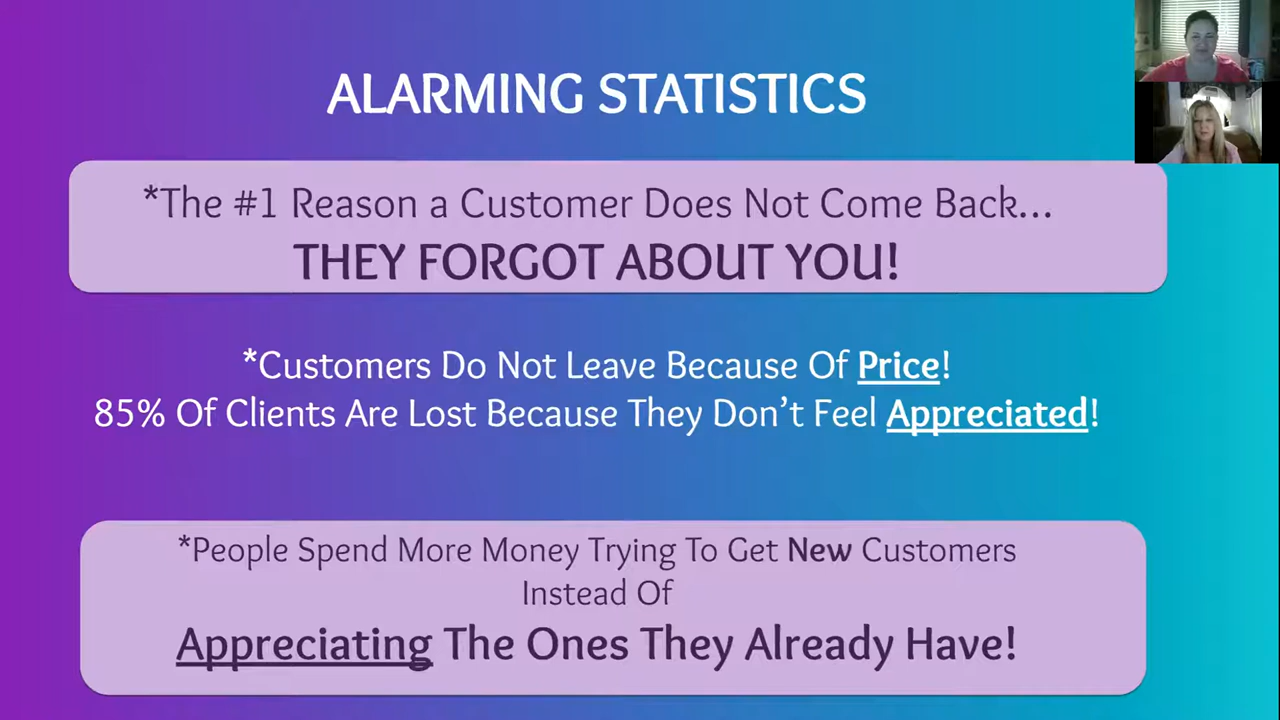 ALARMING STATISTICS
*The #1 Reason a Customer Does Not Come Back...
THEY FORGOT ABOUT YOU!
*Customers Do Not Leave Because Of Price!
85% Of Clients Are Lost Because They Don’t Feel Appreciated!
*People Spend More Money Trying To Get New Customers
Instead Of
Appreciating The Ones They Already Have!